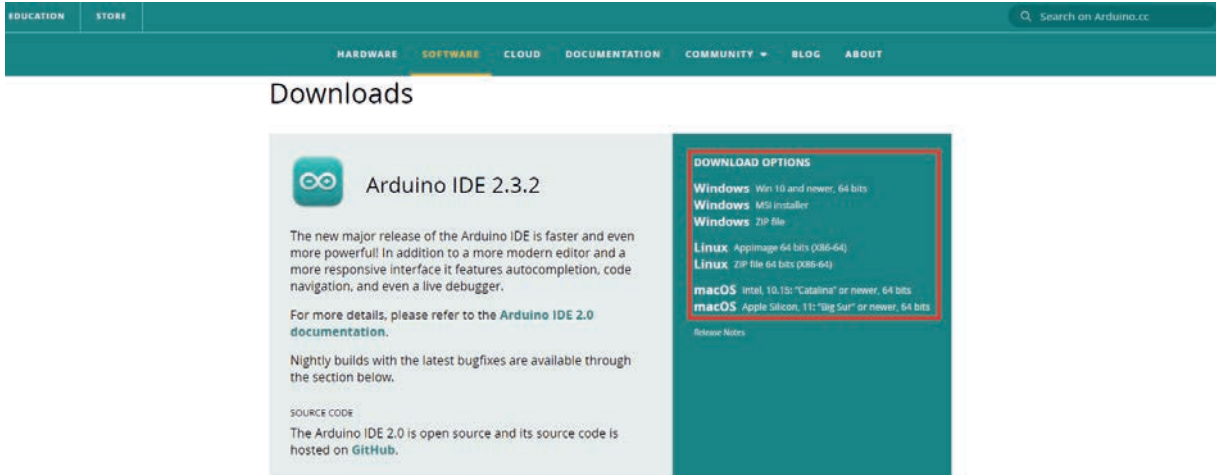 EDUCATION STORE Search on Arduino.cc
HARDWARE SOFTWARE CLOUD DOCUMENTATION COMMUNITY BLOG ABOUT
Downloads
Arduino IDE 2.3.2
The new major release of the Arduino IDE is faster and even
more powerful! In addition to a more modern editor and a
more responsive interface it features autocompletion, code
navigation, and even a live debugger.
For more details, please refer to the Arduino IDE 2.0
documentation.
Nightly builds with the latest bugfixes are available through
the section below.
SOURCE CODE
The Arduino IDE 2.0 is open source and its source code is
hosted on GitHub.
DOWNLOAD OPTIONS
Windows Win 10 and newer, 64 bits
Windows MSI installer
Windows ZIP file
Linux AppImage 64 bits (X86-64)
Linux ZIP file 64 bits (X86-64)
macOS Intel, 10.15: "Catalina" or newer, 64 bits
macOS Apple Silicon, 11: "Big Sur" or newer, 64 bits
Release Notes